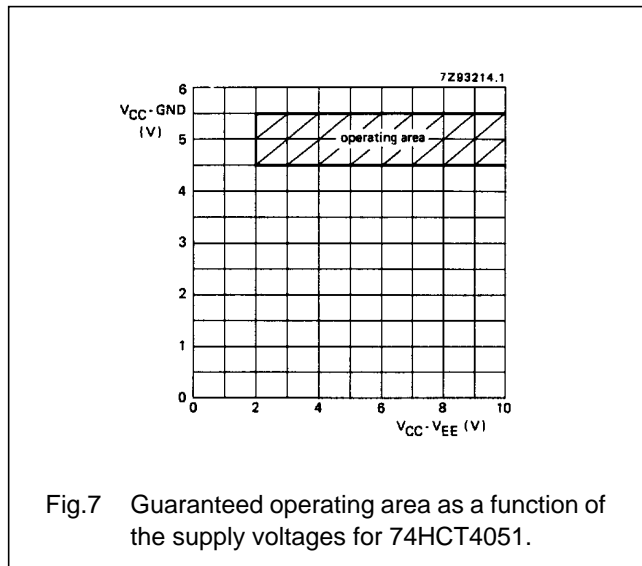 7Z93214.1
6
VCC - GND
(V)
5
operating area
4
3
2
1
0
0 2 4 6 8 10
VCC - VEE (V)
Fig.7 Guaranteed operating area as a function of
the supply voltages for 74HCT4051.